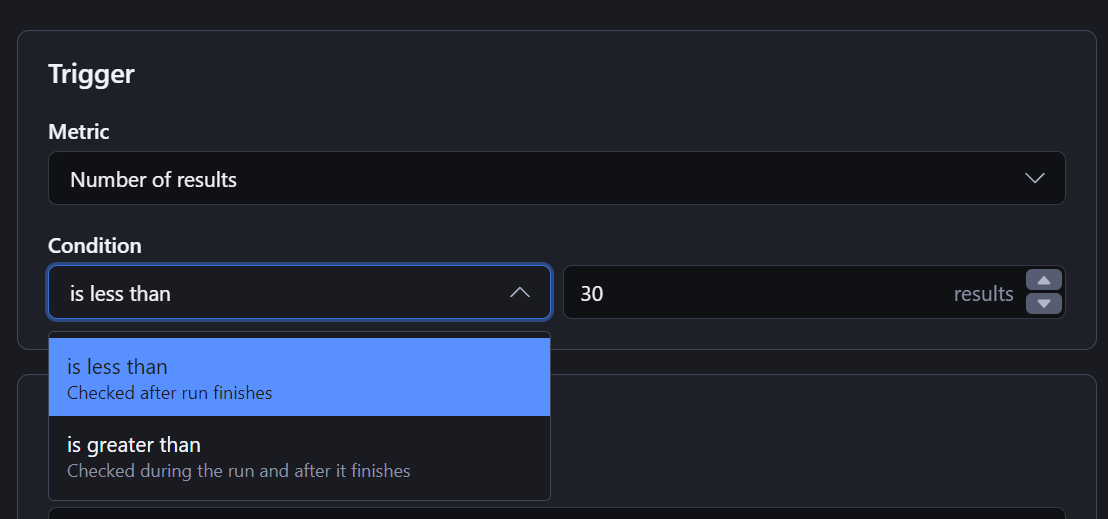 Trigger
Metric
Number of results
Condition
is less than
30 results
is less than
Checked after run finishes
is greater than
Checked during the run and after it finishes